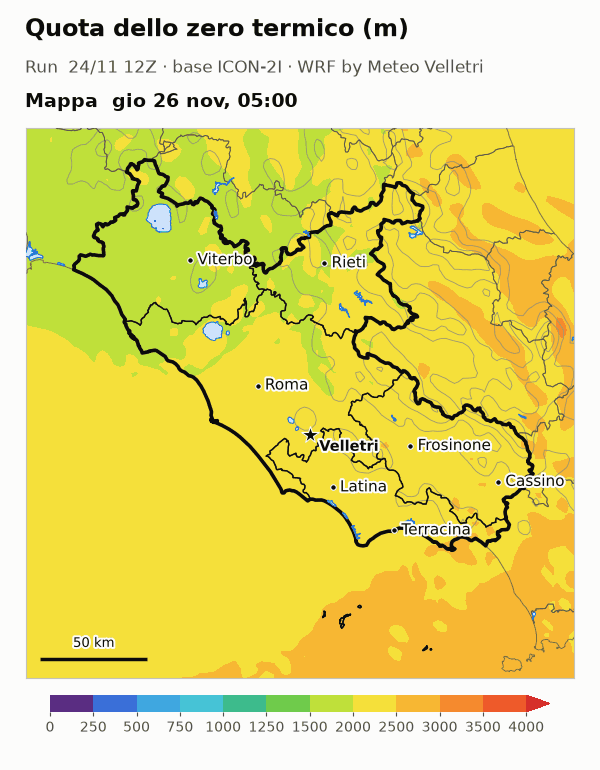 Quota dello zero termico (m)
Run  24/11 12Z · base ICON-2I · WRF by Meteo Velletri
Mappa  gio 26 nov, 05:00
Viterbo
Rieti
Roma
Velletri
Frosinone
Cassino
Latina
Terracina
50 km
0 250 500 750 1000 1250 1500 2000 2500 3000 3500 4000